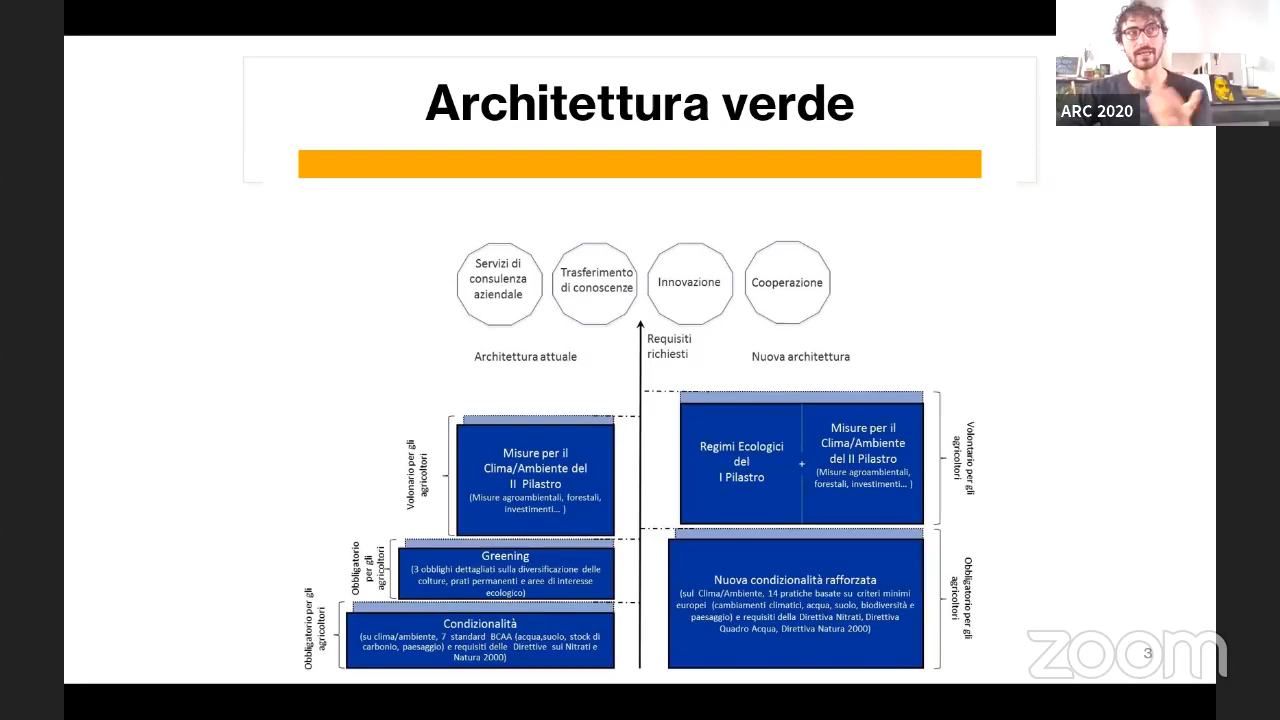 Architettura verde
ARC 2020
Servizi di
consulenza
aziendale
Trasferimento
di conoscenze
Innovazione
Cooperazione
Requisiti
richiesti
Architettura attuale
Nuova architettura
Volonario per gli
agricoltori
Misure per il
Clima/Ambiente del
II Pilastro
(Misure agroambientali, forestali,
investimenti... )
Obbligatorio
per gli
agricoltori
Greening
(3 obblighi dettagliati sulla diversificazione delle
colture, prati permanenti e aree di interesse
ecologico)
Obbligatorio per gli
agricoltori
Condizionalità
(su clima/ambiente, 7 standard BCAA (acqua,suolo, stock di
carbonio, paesaggio) e requisiti delle Direttive sui Nitrati e
Natura 2000)
Regimi Ecologici
del
I Pilastro
+
Misure per il
Clima/Ambiente
del II Pilastro
(Misure agroambientali,
forestali, investimenti... )
Volontario per gli
agricoltori
Nuova condizionalità rafforzata
(sul Clima/Ambiente, 14 pratiche basate su criteri minimi
europei (cambiamenti climatici, acqua, suolo, biodiversità e
paesaggio) e requisiti della Direttiva Nitrati, Direttiva
Quadro Acqua, Direttiva Natura 2000)
Obbligatorio per gli
agricoltori
3
zoom